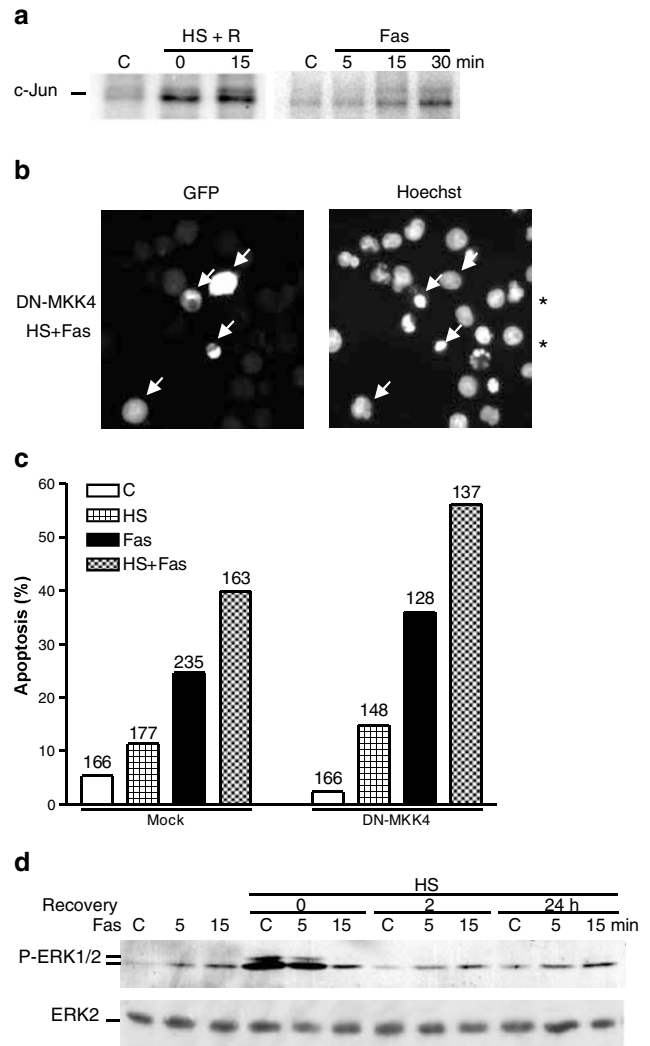 a
HS + R Fas
C 0 15 C 5 15 30 min
c-Jun
b
GFP Hoechst
DN-MKK4 *
HS+Fas *
c
60
50
40
30
20
10
0
Apoptosis (%)
C
HS
Fas
HS+Fas
166 177 235 163
166 148 128 137
Mock DN-MKK4
d
HS
Recovery 0 2 24 h
Fas C 5 15 C 5 15 C 5 15 C 5 15 min
P-ERK1/2
ERK2